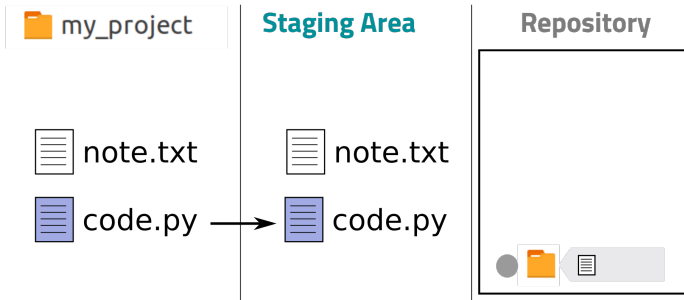 my_project
Staging Area
Repository
note.txt
note.txt
code.py
code.py